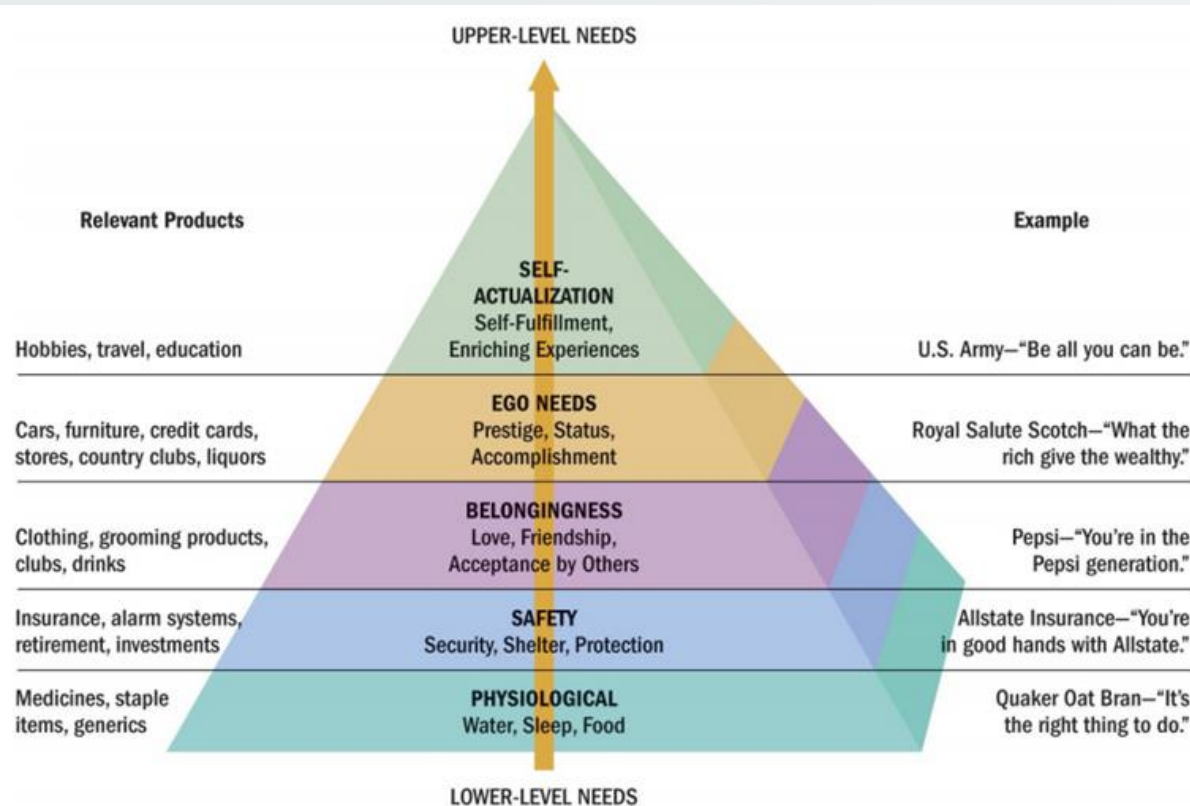 UPPER-LEVEL NEEDS
Relevant Products
Example
SELF-
ACTUALIZATION
Self-Fulfillment,
Enriching Experiences
Hobbies, travel, education
U.S. Army—“Be all you can be.”
EGO NEEDS
Prestige, Status,
Accomplishment
Cars, furniture, credit cards,
stores, country clubs, liquors
Royal Salute Scotch—“What the
rich give the wealthy.”
BELONGINGNESS
Love, Friendship,
Acceptance by Others
Clothing, grooming products,
clubs, drinks
Pepsi—“You’re in the
Pepsi generation.”
SAFETY
Security, Shelter, Protection
Insurance, alarm systems,
retirement, investments
Allstate Insurance—“You’re
in good hands with Allstate.”
PHYSIOLOGICAL
Water, Sleep, Food
Medicines, staple
items, generics
Quaker Oat Bran—“It’s
the right thing to do.”
LOWER-LEVEL NEEDS